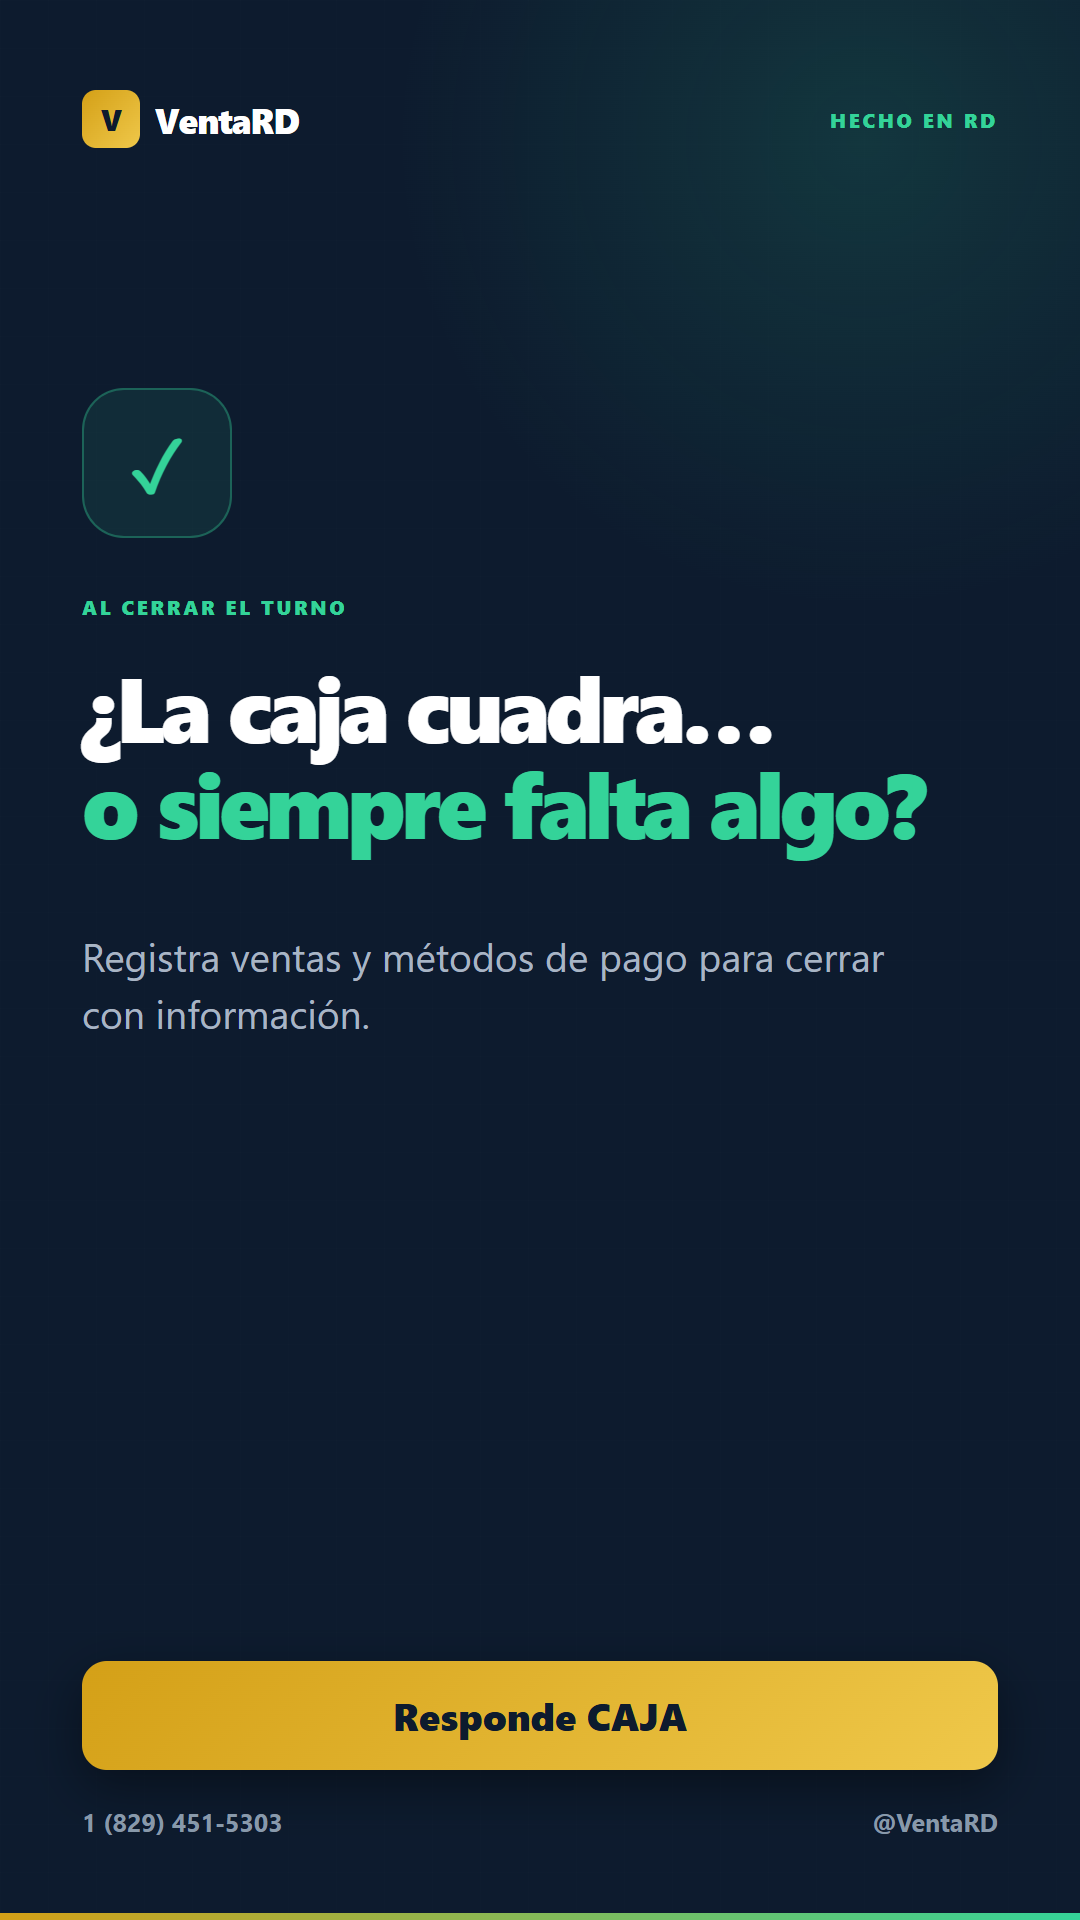 V VentaRD
HECHO EN RD
✓
AL CERRAR EL TURNO
¿La caja cuadra...
o siempre falta algo?
Registra ventas y métodos de pago para cerrar
con información.
Responde CAJA
1 (829) 451-5303
@VentaRD